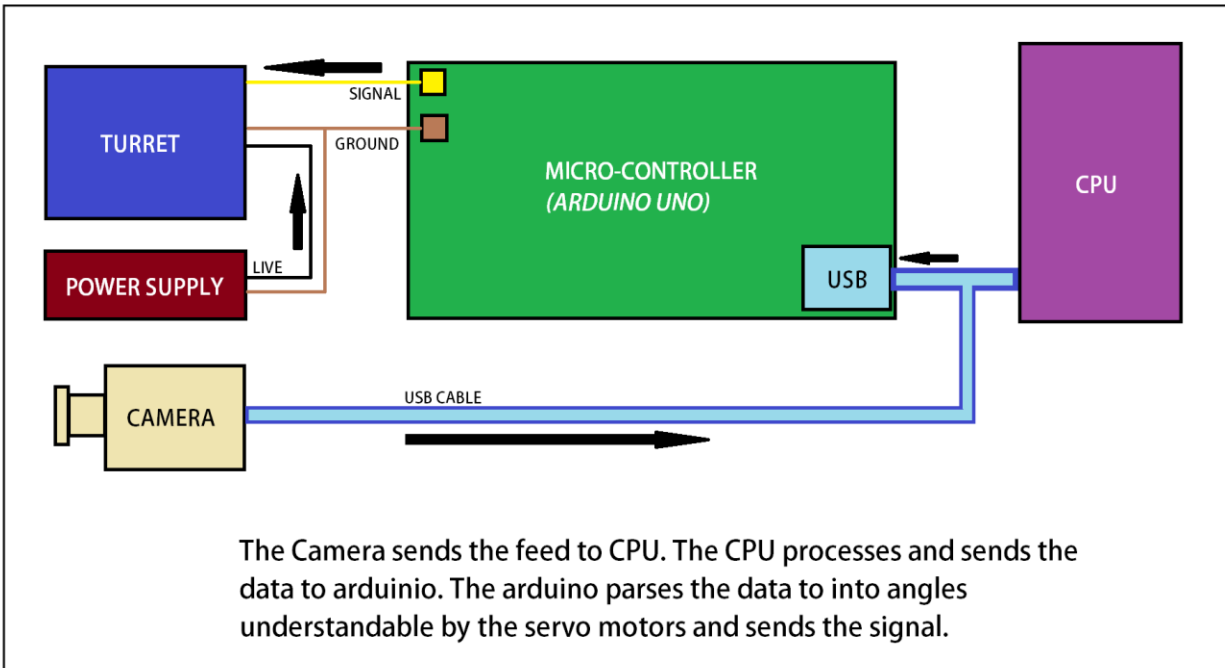 SIGNAL
TURRET
GROUND
MICRO-CONTROLLER
(ARDUINO UNO)
CPU
LIVE
POWER SUPPLY
USB
USB CABLE
CAMERA
The Camera sends the feed to CPU. The CPU processes and sends the
data to arduinio. The arduino parses the data to into angles
understandable by the servo motors and sends the signal.